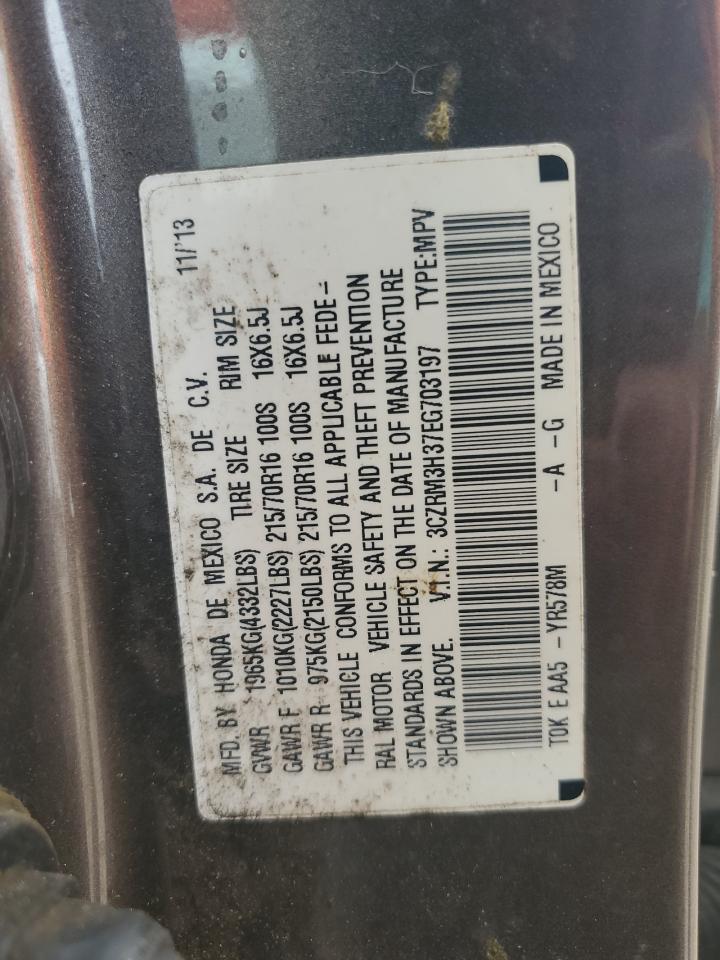 MFD. BY HONDA DE MEXICO S.A. DE C.V. 11/'13
GVWR 1965KG(4332LBS) TIRE SIZE RIM SIZE
GAWR F 1010KG(2227LBS) 215/70R16 100S 16X6.5J
GAWR R 975KG(2150LBS) 215/70R16 100S 16X6.5J
THIS VEHICLE CONFORMS TO ALL APPLICABLE FEDE-
RAL MOTOR VEHICLE SAFETY AND THEFT PREVENTION
STANDARDS IN EFFECT ON THE DATE OF MANUFACTURE
SHOWN ABOVE. V.I.N.: 3CZRM3H37EG703197 TYPE:MPV
T0K E AA5 -YR578M -A -G MADE IN MEXICO